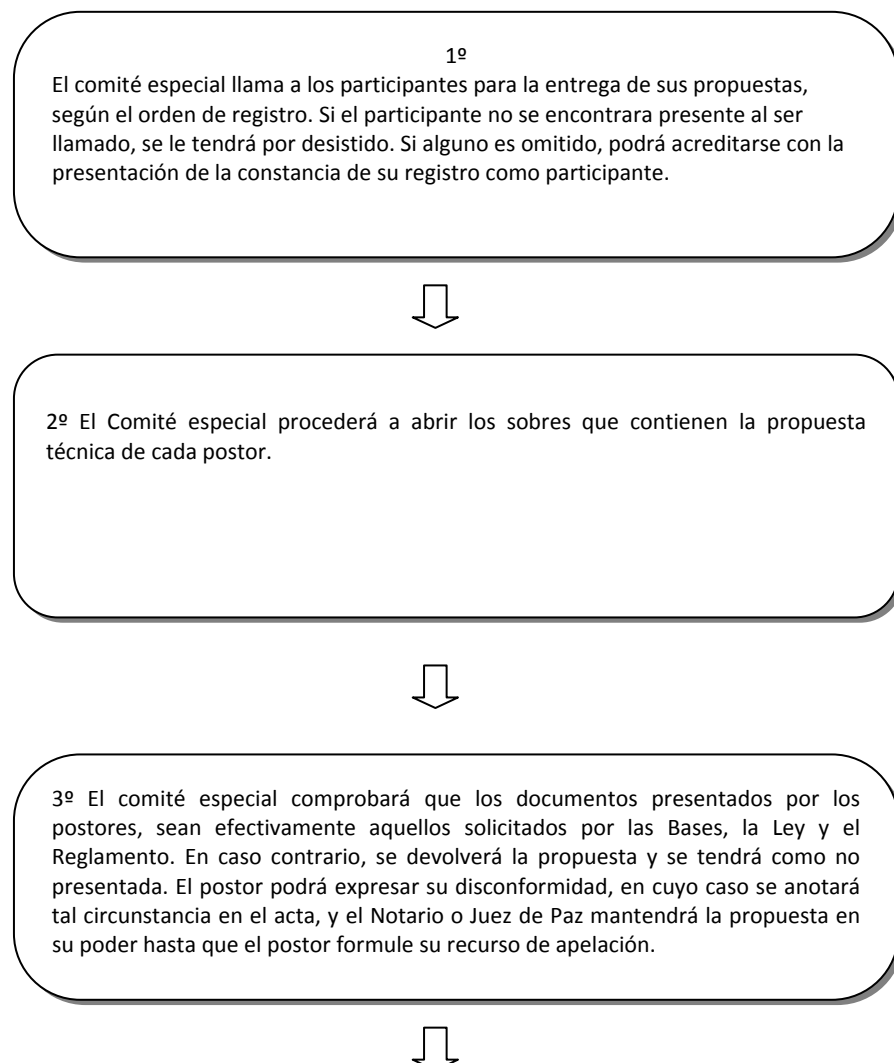 1º
El comité especial llama a los participantes para la entrega de sus propuestas,
según el orden de registro. Si el participante no se encontrara presente al ser
llamado, se le tendrá por desistido. Si alguno es omitido, podrá acreditarse con la
presentación de la constancia de su registro como participante.
2º El Comité especial procederá a abrir los sobres que contienen la propuesta
técnica de cada postor.
3º El comité especial comprobará que los documentos presentados por los
postores, sean efectivamente aquellos solicitados por las Bases, la Ley y el
Reglamento. En caso contrario, se devolverá la propuesta y se tendrá como no
presentada. El postor podrá expresar su disconformidad, en cuyo caso se anotará
tal circunstancia en el acta, y el Notario o Juez de Paz mantendrá la propuesta en
su poder hasta que el postor formule su recurso de apelación.